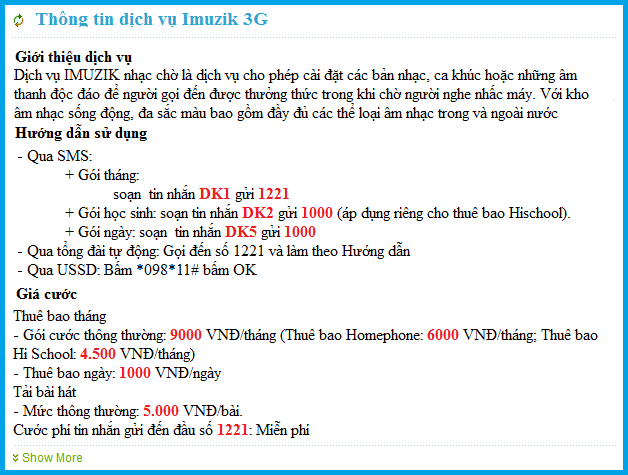 Thông tin dịch vụ Imuzik 3G
Giới thiệu dịch vụ
Dịch vụ IMUZIK nhạc chờ là dịch vụ cho phép cài đặt các bản nhạc, ca khúc hoặc những âm
thanh độc đáo để người gọi đến được thưởng thức trong khi chờ người nghe nhấc máy. Với kho
âm nhạc sống động, đa sắc màu bao gồm đầy đủ các thể loại âm nhạc trong và ngoài nước
Hướng dẫn sử dụng
- Qua SMS:
+ Gói tháng:
soạn tin nhắn DK1 gửi 1221
+ Gói học sinh: soạn tin nhắn DK2 gửi 1000 (áp dụng riêng cho thuê bao Hischool).
+ Gói ngày: soạn tin nhắn DK5 gửi 1000
- Qua tổng đài tự động: Gọi đến số 1221 và làm theo Hướng dẫn
- Qua USSD: Bấm *098*11# bấm OK
Giá cước
Thuê bao tháng
- Gói cước thông thường: 9000 VNĐ/tháng (Thuê bao Homephone: 6000 VNĐ/tháng; Thuê bao
Hi School: 4.500 VNĐ/tháng)
- Thuê bao ngày: 1000 VNĐ/ngày
Tải bài hát
- Mức thông thường: 5.000 VNĐ/bài.
Cước phí tin nhắn gửi đến đầu số 1221: Miễn phí
Show More